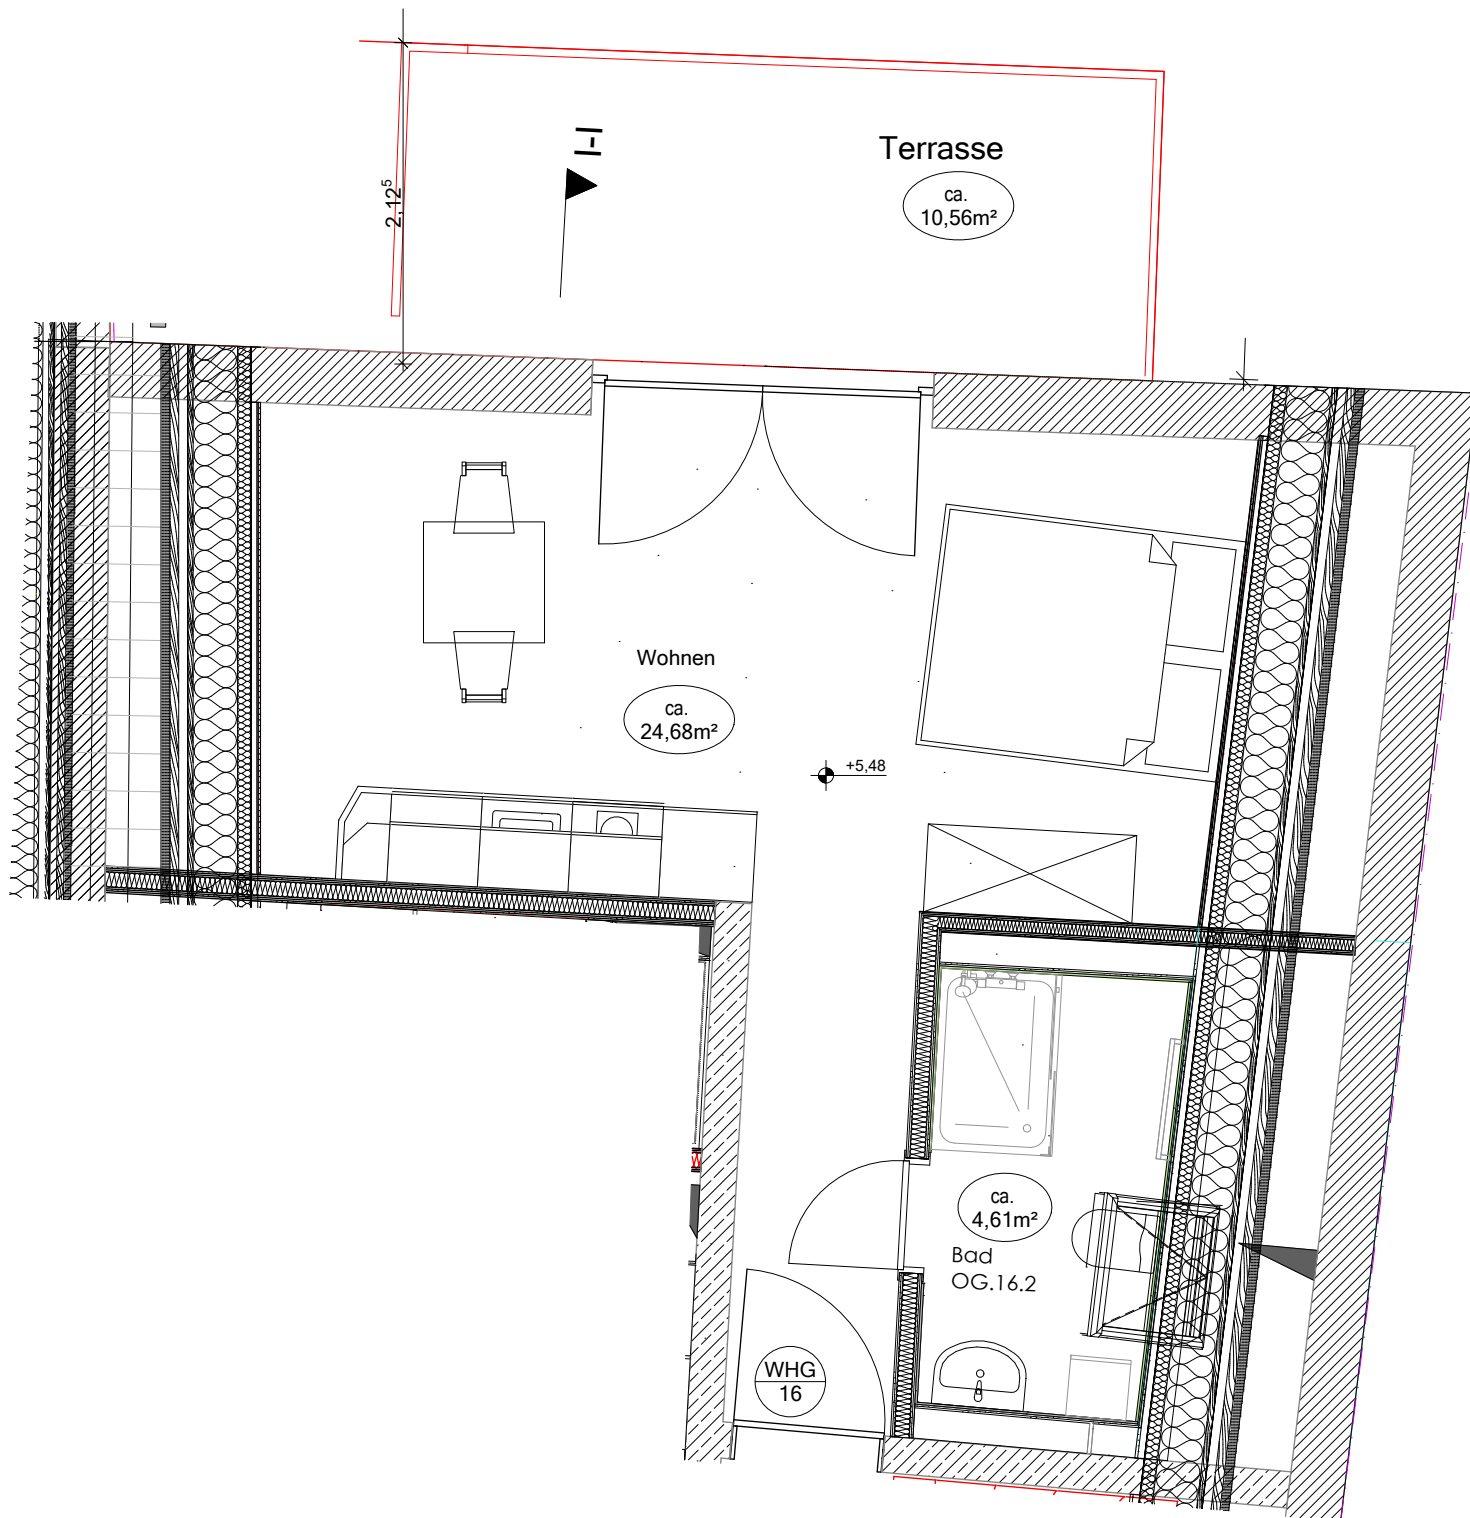 I-I
Terrasse
ca.
10,56m²
2,12⁵
Wohnen
ca.
24,68m²
+5,48
ca.
4,61m²
Bad
OG.16.2
WHG
16